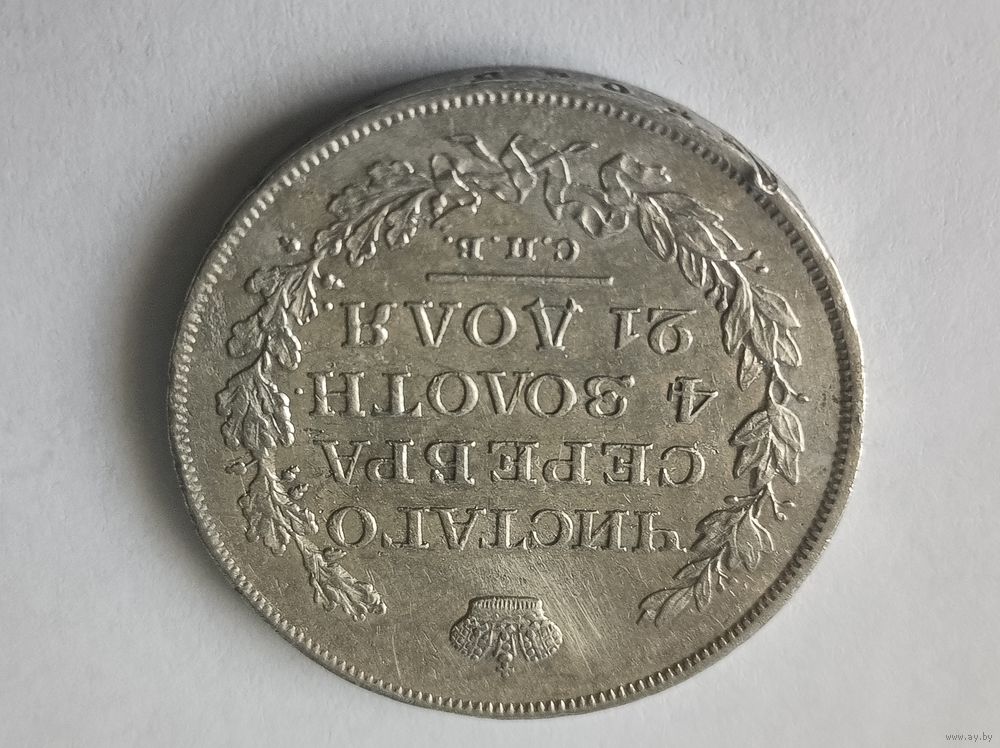 ЧИСТАГО
СЕРЕБРА
4 ЗОЛОТН.
21 ДОЛЯ.
С.П.Б.
www.ay.by